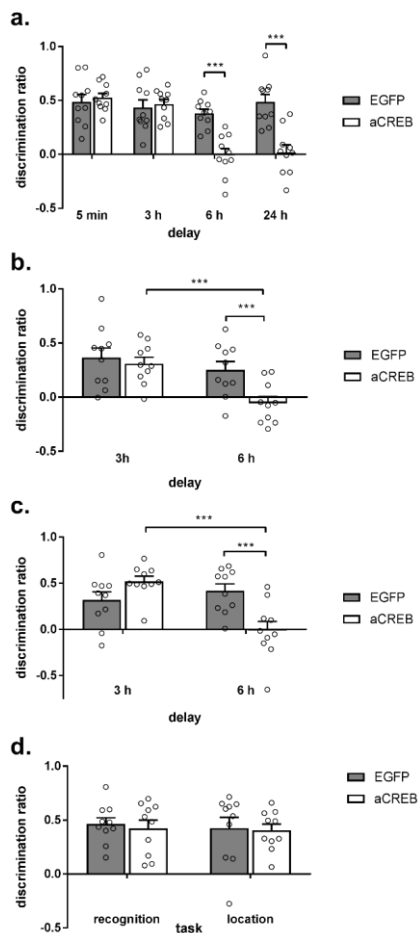 a.
*** ***
1.0
0.5
0.0
-0.5
discrimination ratio
5 min 3 h 6 h 24 h
delay
EGFP
aCREB
b.
***
***
1.0
0.5
0.0
-0.5
discrimination ratio
3h 6 h
delay
EGFP
aCREB
c.
***
***
1.0
0.5
0.0
-0.5
discrimination ratio
3 h 6 h
delay
EGFP
aCREB
d.
1.0
0.5
0.0
-0.5
discrimination ratio
recognition location
task
EGFP
aCREB